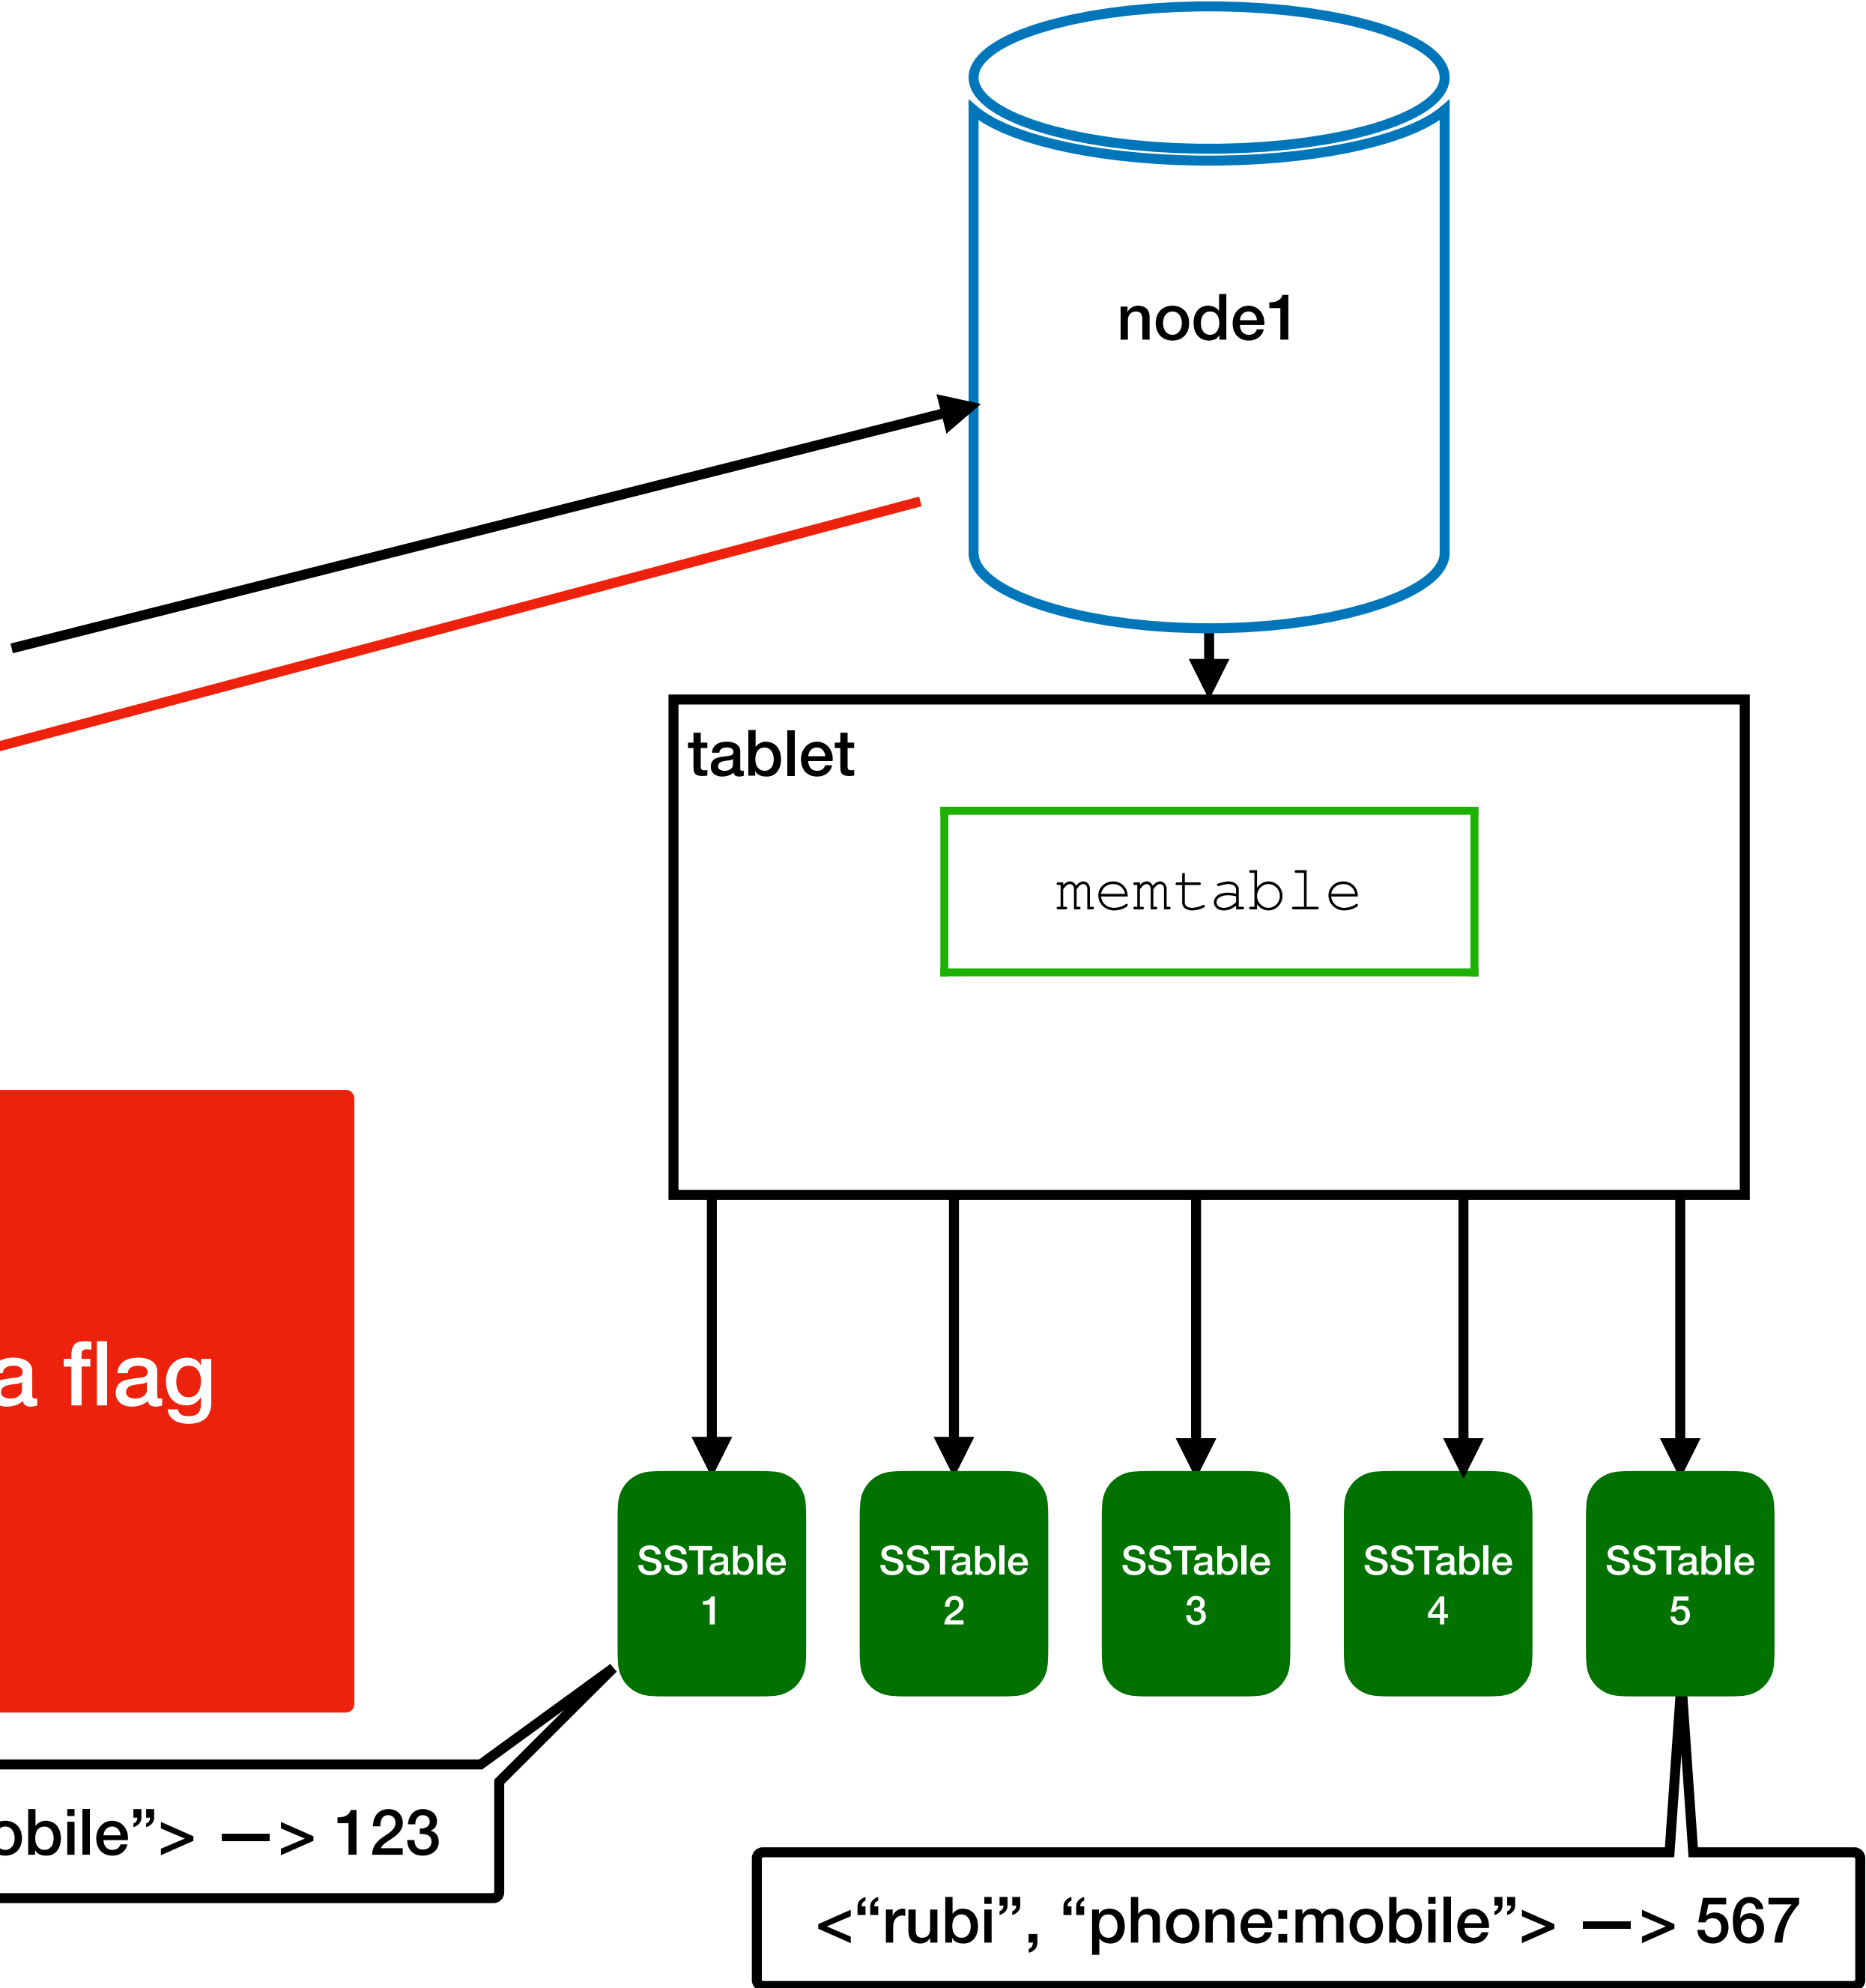 node1
tablet
memtable
a flag
SSTable
1
SSTable
2
SSTable
3
SSTable
4
SSTable
5
”> —> 123
<“rubi”, “phone:mobile”> —> 567